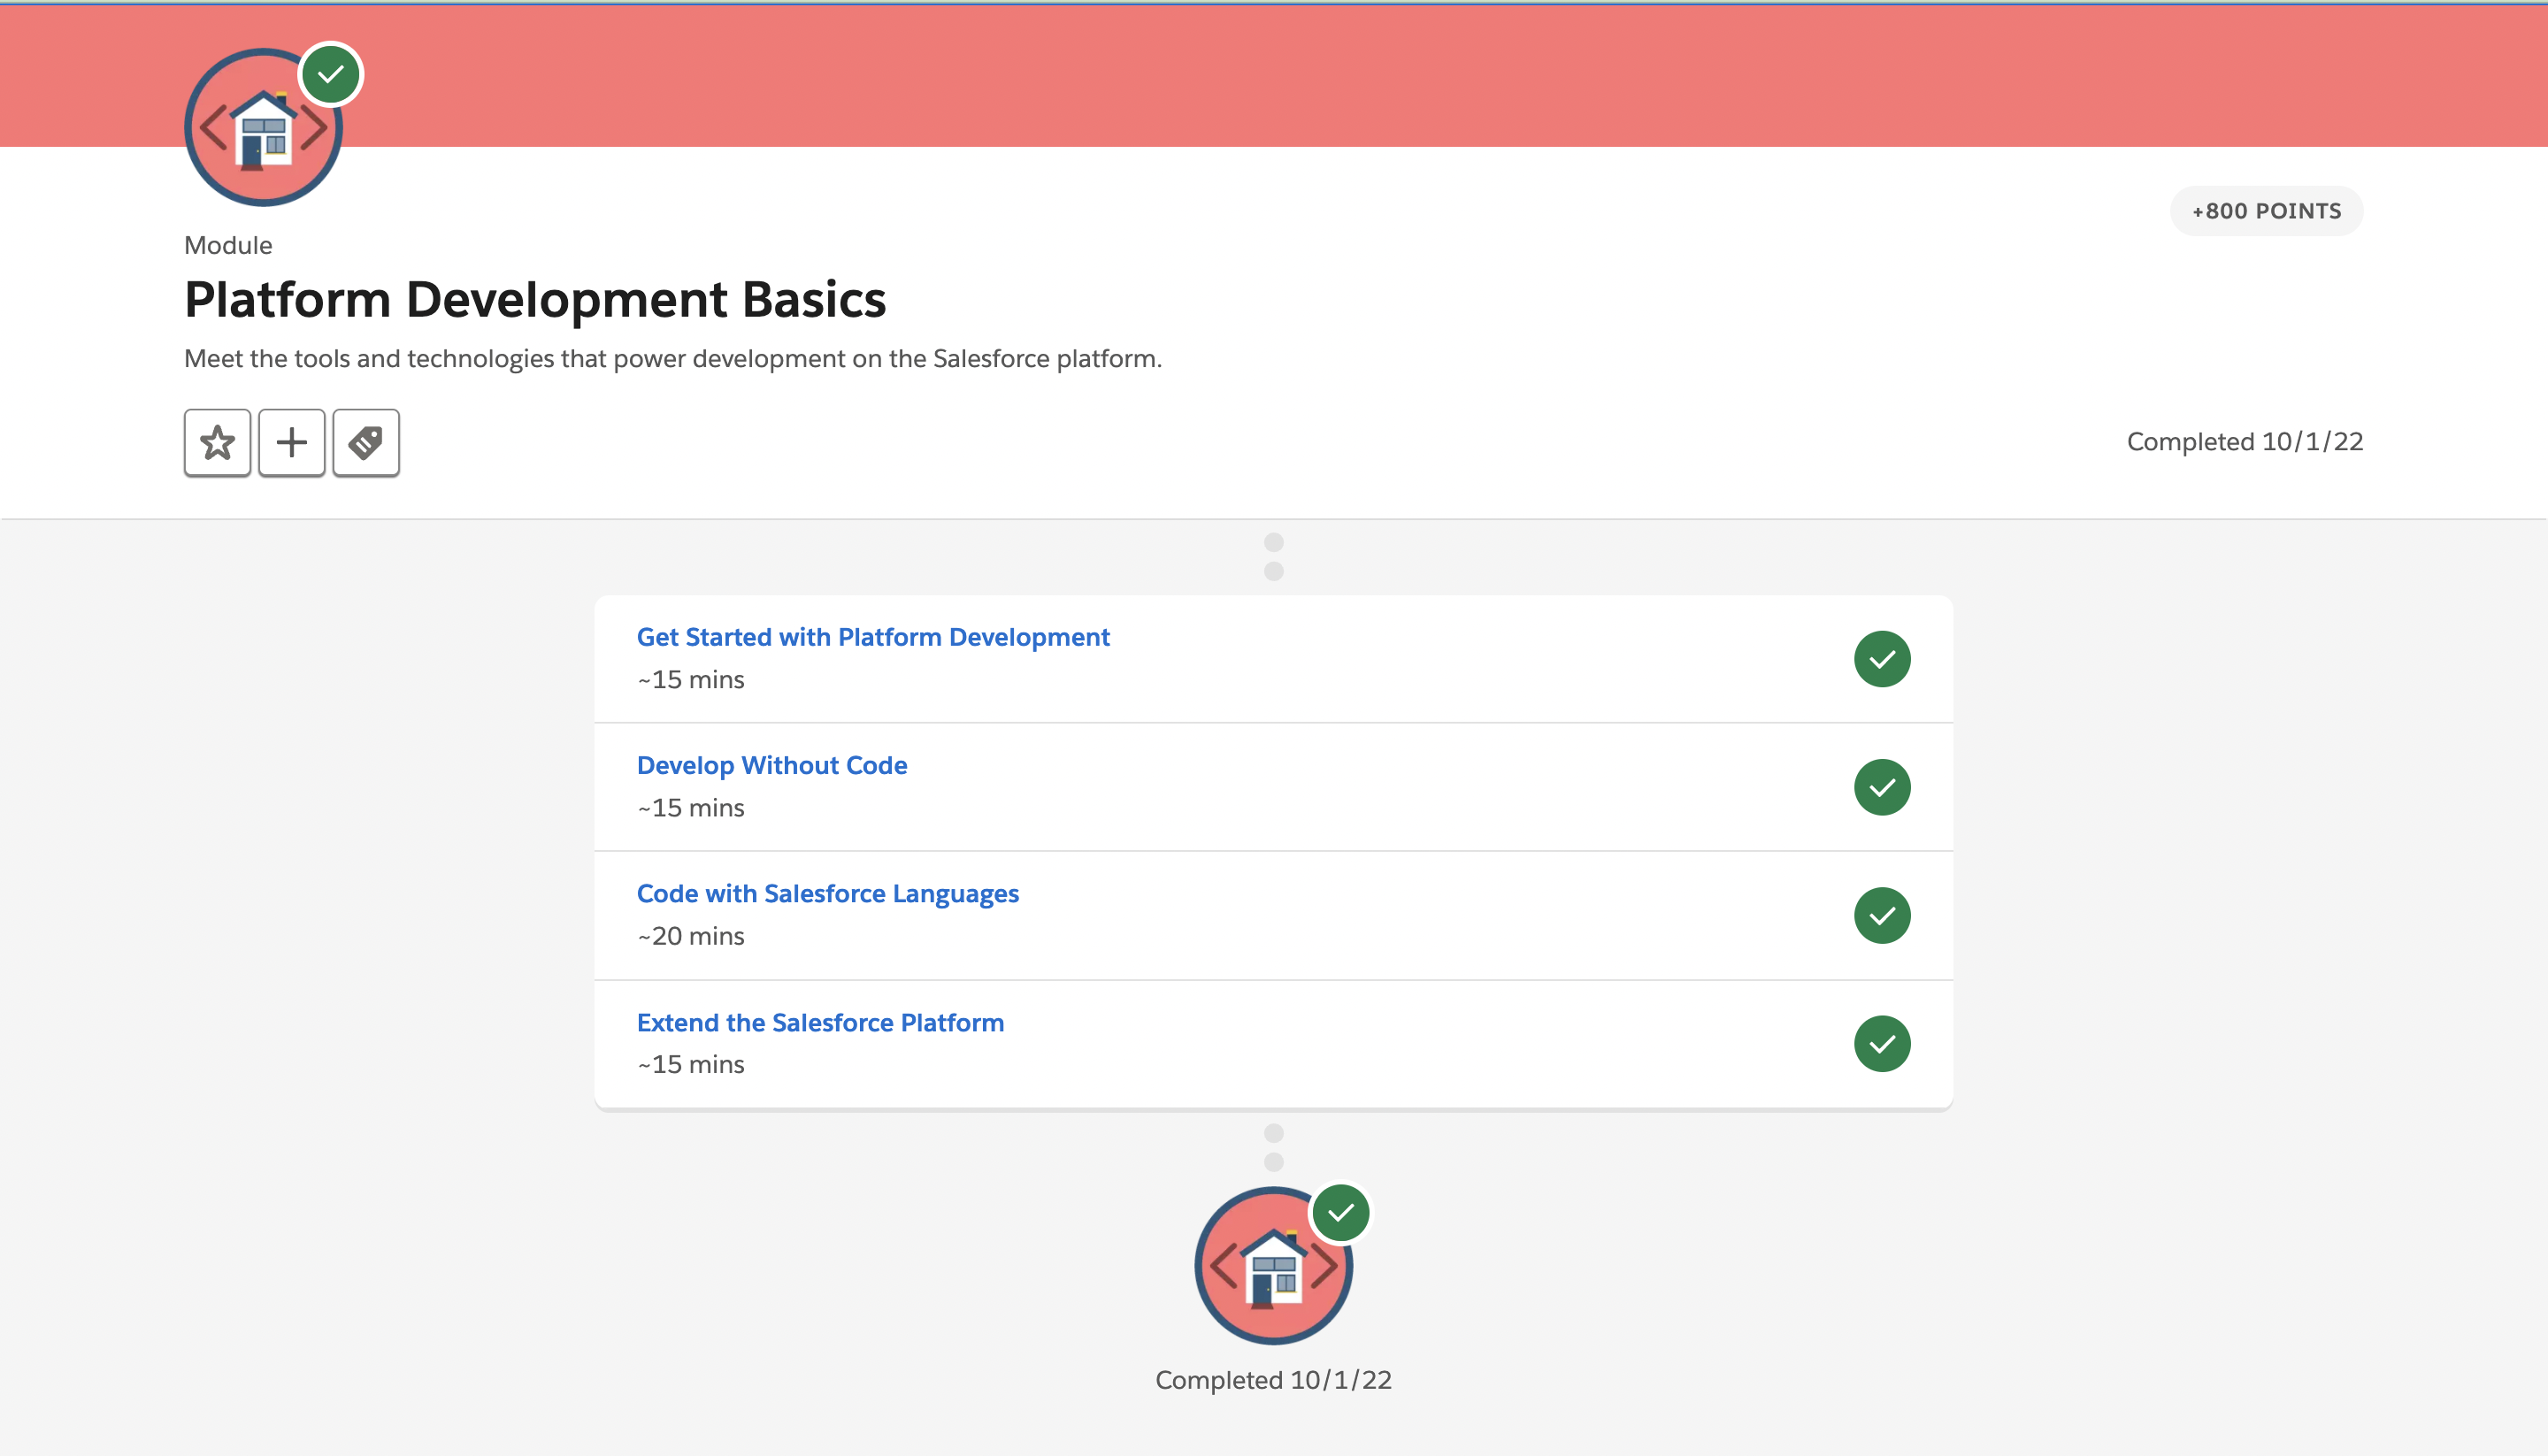 Module
+800 POINTS
Platform Development Basics
Meet the tools and technologies that power development on the Salesforce platform.
Completed 10/1/22
Get Started with Platform Development
~15 mins
Develop Without Code
~15 mins
Code with Salesforce Languages
~20 mins
Extend the Salesforce Platform
~15 mins
Completed 10/1/22